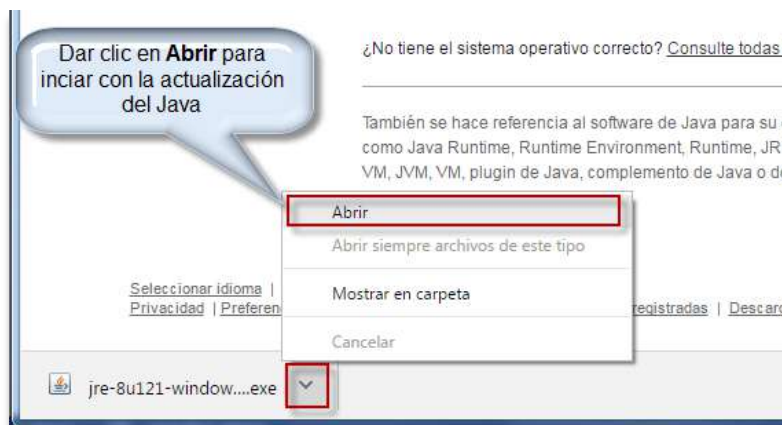 Dar clic en Abrir para
inciar con la actualización
del Java
¿No tiene el sistema operativo correcto? Consulte todas
También se hace referencia al software de Java para su
como Java Runtime, Runtime Environment, Runtime, JR
VM, JVM, VM, plugin de Java, complemento de Java o d
Abrir
Abrir siempre archivos de este tipo
Mostrar en carpeta
Cancelar
Seleccionar idioma |
Privacidad | Preferen
registradas | Descar
jre-8u121-window....exe